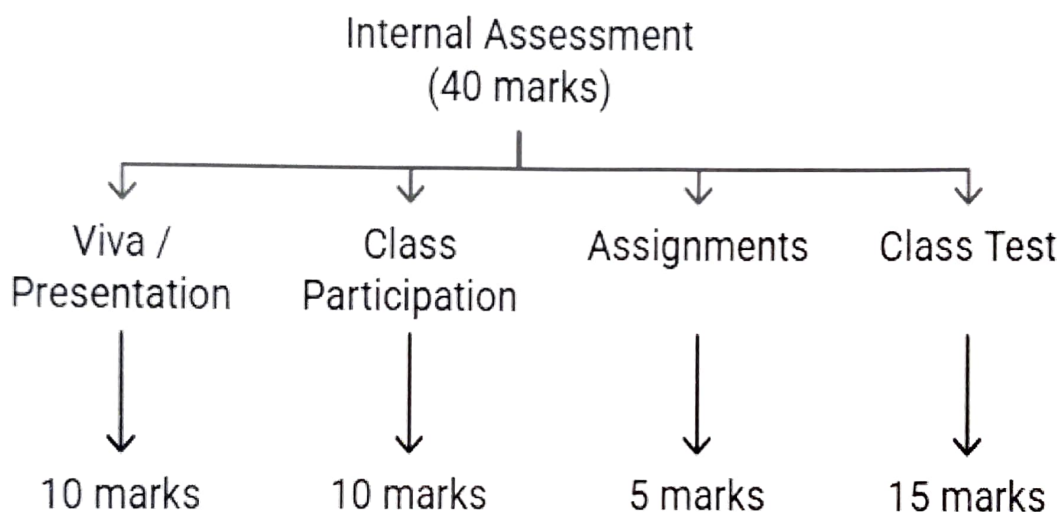 Internal Assessment
(40 marks)
Viva /
Presentation
Class
Participation
Assignments
Class Test
10 marks
10 marks
5 marks
15 marks